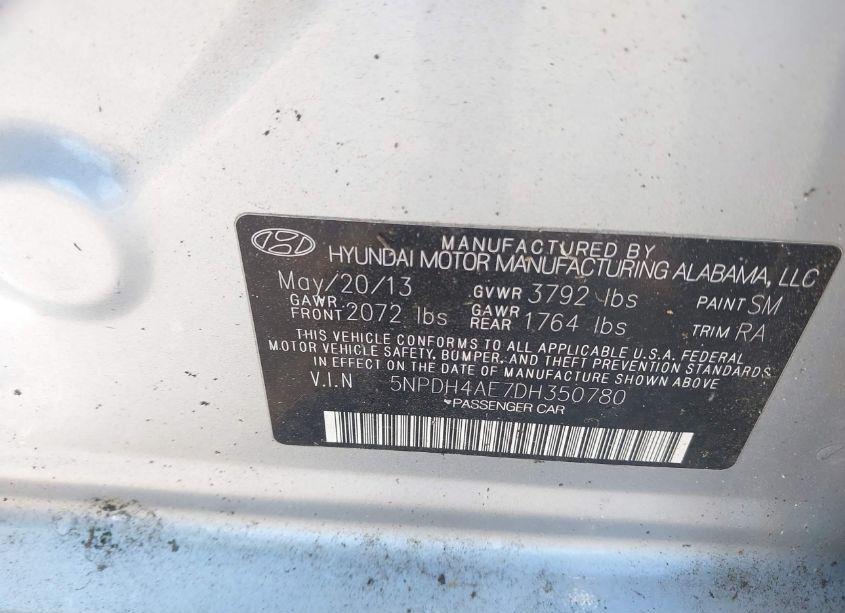 MANUFACTURED BY
HYUNDAI MOTOR MANUFACTURING ALABAMA, LLC
May/20/13 GVWR 3792 lbs PAINT SM
GAWR FRONT 2072 lbs GAWR REAR 1764 lbs TRIM RA
THIS VEHICLE CONFORMS TO ALL APPLICABLE U.S.A. FEDERAL
MOTOR VEHICLE SAFETY, BUMPER, AND THEFT PREVENTION STANDARDS
IN EFFECT ON THE DATE OF MANUFACTURE SHOWN ABOVE
V.I.N 5NPDH4AE7DH350780
PASSENGER CAR